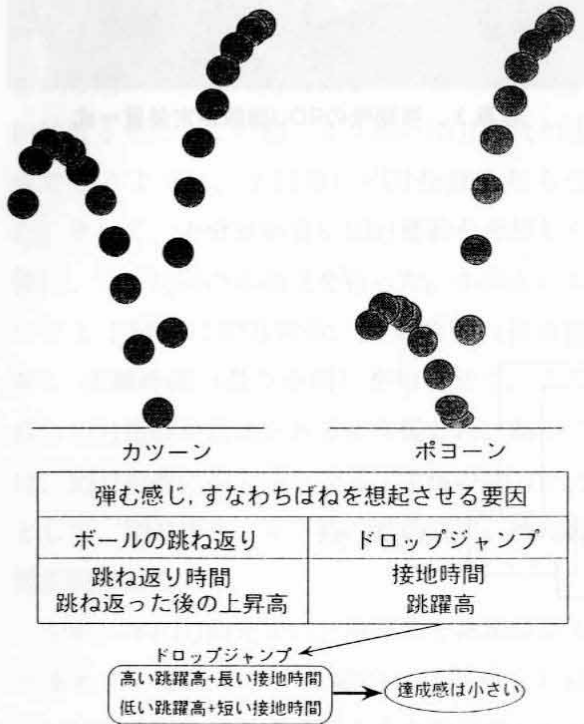 カツーン
ポヨーン
弾む感じ，すなわちばねを想起させる要因
ボールの跳ね返り
ドロップジャンプ
跳ね返り時間
接地時間
跳ね返った後の上昇高
跳躍高
ドロップジャンプ
高い跳躍高+長い接地時間
低い跳躍高+短い接地時間
達成感は小さい